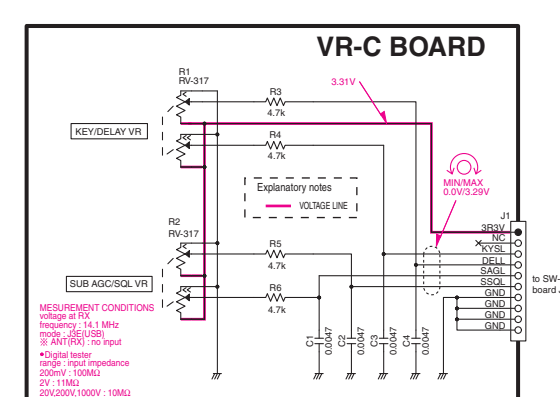 VR-C BOARD
R1
RV-317
R3
4.7k
3.31V
KEY/DELAY VR
R4
4.7k
MIN/MAX
0.0V/3.29V
Explanatory notes
VOLTAGE LINE
R2
RV-317
J1
3R3V
NC
KYSL
DELL
SAGL
SSQL
GND
GND
GND
GND
to SW-
board
R5
4.7k
SUB AGC/SQL VR
R6
4.7k
C1
0.0047
C2
0.0047
C3
0.0047
C4
0.0047
MESUREMENT CONDITIONS
voltage at RX
frequency : 14.1 MHz
mode : J3E(USB)
※ ANT(RX) : no input
●Digital tester
range : input impedance
200mV : 100MΩ
2V : 11MΩ
20V,200V,1000V : 10MΩ